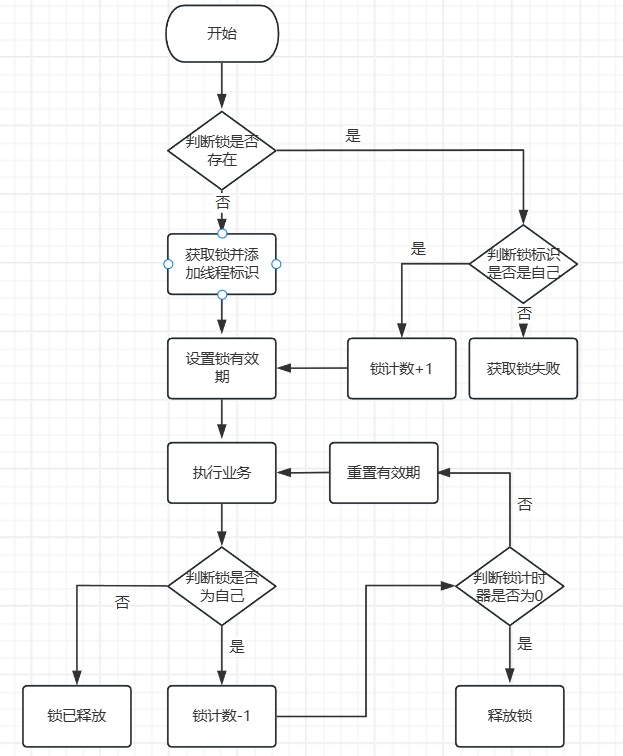 开始
判断锁是否
存在
是
否
获取锁并添
加线程标识
判断锁标识
是否是自己
是
否
设置锁有效
期
锁计数+1
获取锁失败
执行业务
重置有效期
否
判断锁是否
为自己
判断锁计时
器是否为0
否
是
是
锁已释放
锁计数-1
释放锁